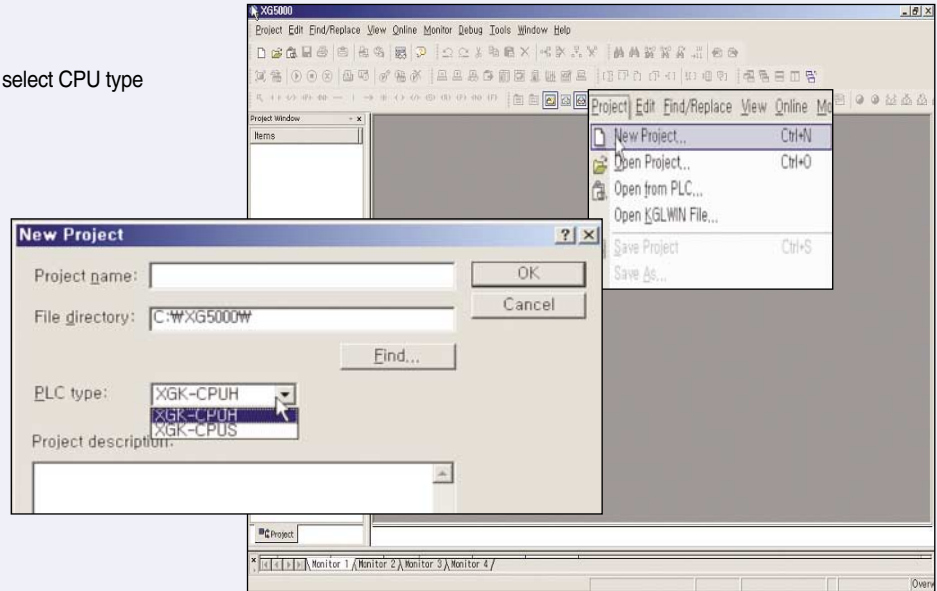 XG5000
Project Edit Find/Replace View Online Monitor Debug Tools Window Help
select CPU type
Project Window
Items
Project Edit Find/Replace View Online Mo
New Project... Ctrl+N
Open Project... Ctrl+O
Open from PLC...
Open KGLWIN File...
Save Project Ctrl+S
Save As...
New Project
Project name:
OK
File directory: C:₩XG5000₩
Cancel
Find...
PLC type: XGK-CPUH
XGK-CPUH
XGK-CPUS
Project description:
Project
Monitor 1 Monitor 2 Monitor 3 Monitor 4
Overw